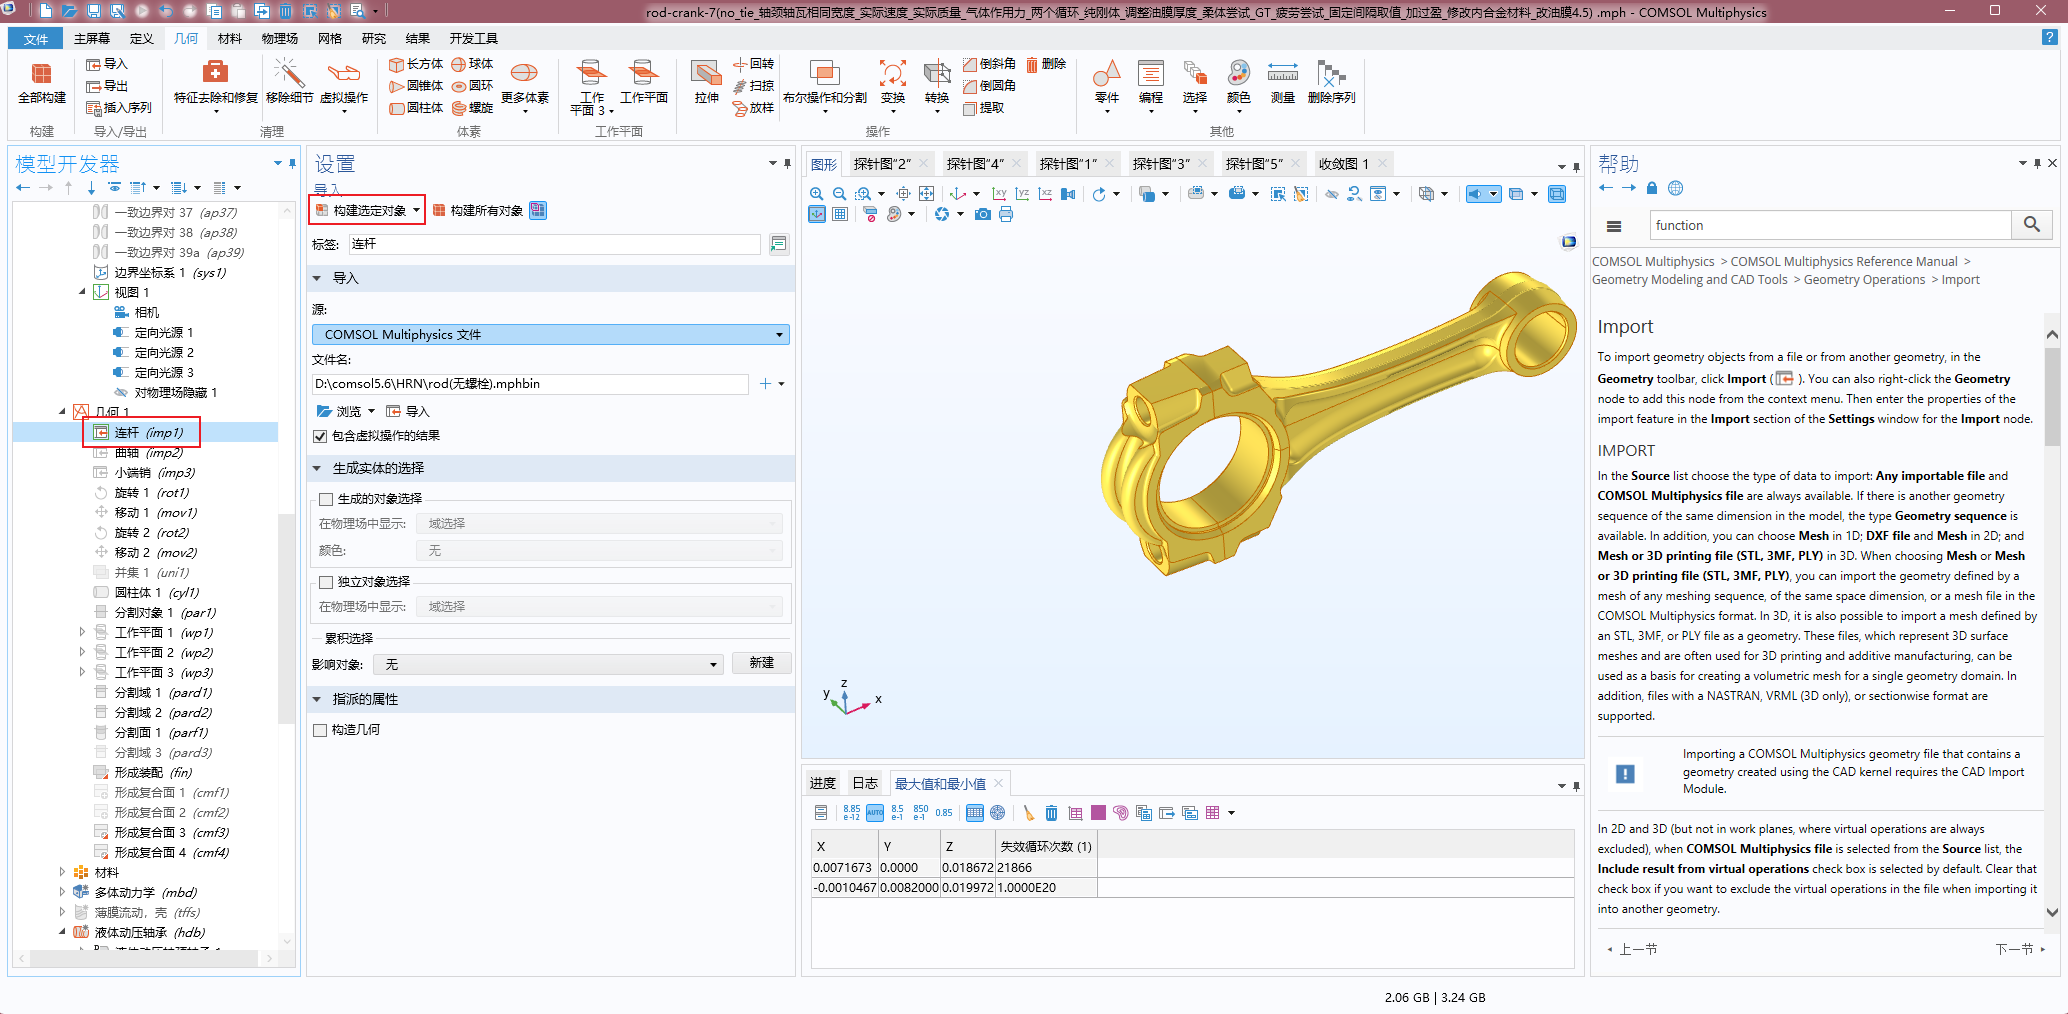 rod-crank-7(no_tie_轴颈轴瓦相同宽度_实际速度_实际质量_气体作用力_两个循环_纯刚体_调整油膜厚度_柔体尝试_GT_疲劳尝试_固定间隔取值_加过盈_修改内合金材料_改油膜4.5) .mph - COMSOL Multiphysics
文件 主屏幕 定义 几何 材料 物理场 网格 研究 结果 开发工具
全部构建
构建
导入
导出
插入序列
导入/导出
特征去除和修复 移除细节 虚拟操作
清理
长方体 球体
圆锥体 圆环
圆柱体 螺旋
更多体素
体素
工作
平面 3
工作平面
工作平面
拉伸
回转
扫掠
放样
布尔操作和分割 变换 转换
倒斜角 删除
倒圆角
提取
操作
零件 编程 选择 颜色 测量 删除序列
其他
模型开发器
一致边界对 37 (ap37)
一致边界对 38 (ap38)
一致边界对 39a (ap39)
边界坐标系 1 (sys1)
视图 1
相机
定向光源 1
定向光源 2
定向光源 3
对物理场隐藏 1
几何 1
连杆 (imp1)
曲轴 (imp2)
小端销 (imp3)
旋转 1 (rot1)
移动 1 (mov1)
旋转 2 (rot2)
移动 2 (mov2)
并集 1 (uni1)
圆柱体 1 (cyl1)
分割对象 1 (par1)
工作平面 1 (wp1)
工作平面 2 (wp2)
工作平面 3 (wp3)
分割域 1 (pard1)
分割域 2 (pard2)
分割面 1 (parf1)
分割域 3 (pard3)
形成装配 (fin)
形成复合面 1 (cmf1)
形成复合面 2 (cmf2)
形成复合面 3 (cmf3)
形成复合面 4 (cmf4)
材料
多体动力学 (mbd)
薄膜流动，壳 (tffs)
液体动压轴承 (hdb)
设置
导入
构建选定对象 构建所有对象
标签: 连杆
导入
源:
COMSOL Multiphysics 文件
文件名:
D:\comsol5.6\HRN\rod(无螺栓).mphbin
浏览 导入
包含虚拟操作的结果
生成实体的选择
生成的对象选择
在物理场中显示: 域选择
颜色: 无
独立对象选择
在物理场中显示: 域选择
累积选择
影响对象: 无 新建
指派的属性
构造几何
图形 探针图"2" 探针图"4" 探针图"1" 探针图"3" 探针图"5" 收敛图 1
xy yz xz
z
y
x
进度 日志 最大值和最小值
8.85 e-12 AUTO 8.5 e-1 850 e-1 0.85
X Y Z 失效循环次数 (1)
0.0071673 0.0000 0.018672 21866
-0.0010467 0.0082000 0.019972 1.0000E20
帮助
function
COMSOL Multiphysics > COMSOL Multiphysics Reference Manual >
Geometry Modeling and CAD Tools > Geometry Operations > Import
Import
To import geometry objects from a file or from another geometry, in the
Geometry toolbar, click Import ( ). You can also right-click the Geometry
node to add this node from the context menu. Then enter the properties of the
import feature in the Import section of the Settings window for the Import node.
IMPORT
In the Source list choose the type of data to import: Any importable file and
COMSOL Multiphysics file are always available. If there is another geometry
sequence of the same dimension in the model, the type Geometry sequence is
available. In addition, you can choose Mesh in 1D; DXF file and Mesh in 2D; and
Mesh or 3D printing file (STL, 3MF, PLY) in 3D. When choosing Mesh or Mesh
or 3D printing file (STL, 3MF, PLY), you can import the geometry defined by a
mesh of any meshing sequence, of the same space dimension, or a mesh file in the
COMSOL Multiphysics format. In 3D, it is also possible to import a mesh defined by
an STL, 3MF, or PLY file as a geometry. These files, which represent 3D surface
meshes and are often used for 3D printing and additive manufacturing, can be
used as a basis for creating a volumetric mesh for a single geometry domain. In
addition, files with a NASTRAN, VRML (3D only), or sectionwise format are
supported.
Importing a COMSOL Multiphysics geometry file that contains a
geometry created using the CAD kernel requires the CAD Import
Module.
In 2D and 3D (but not in work planes, where virtual operations are always
excluded), when COMSOL Multiphysics file is selected from the Source list, the
Include result from virtual operations check box is selected by default. Clear that
check box if you want to exclude the virtual operations in the file when importing it
into another geometry.
上一节 下一节
2.06 GB | 3.24 GB